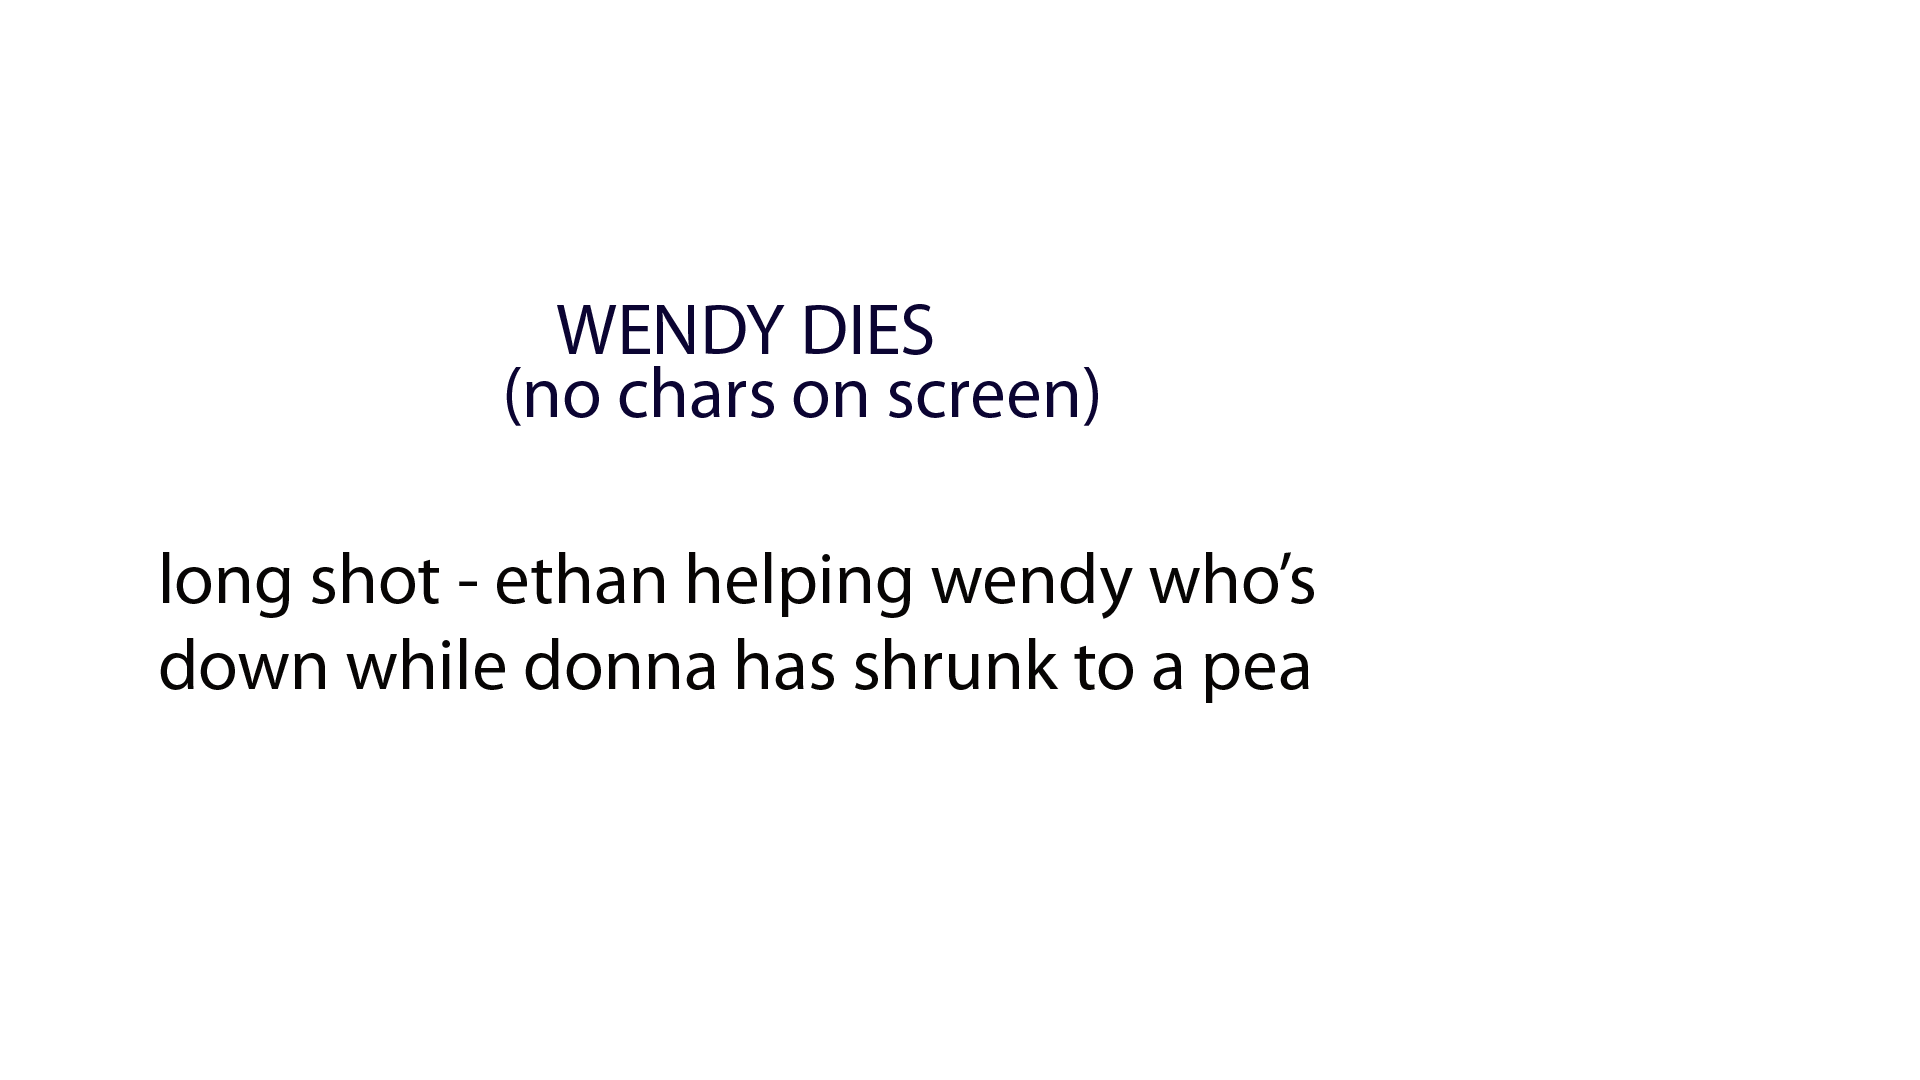 WENDY DIES
(no chars on screen)
long shot - ethan helping wendy who’s
down while donna has shrunk to a pea